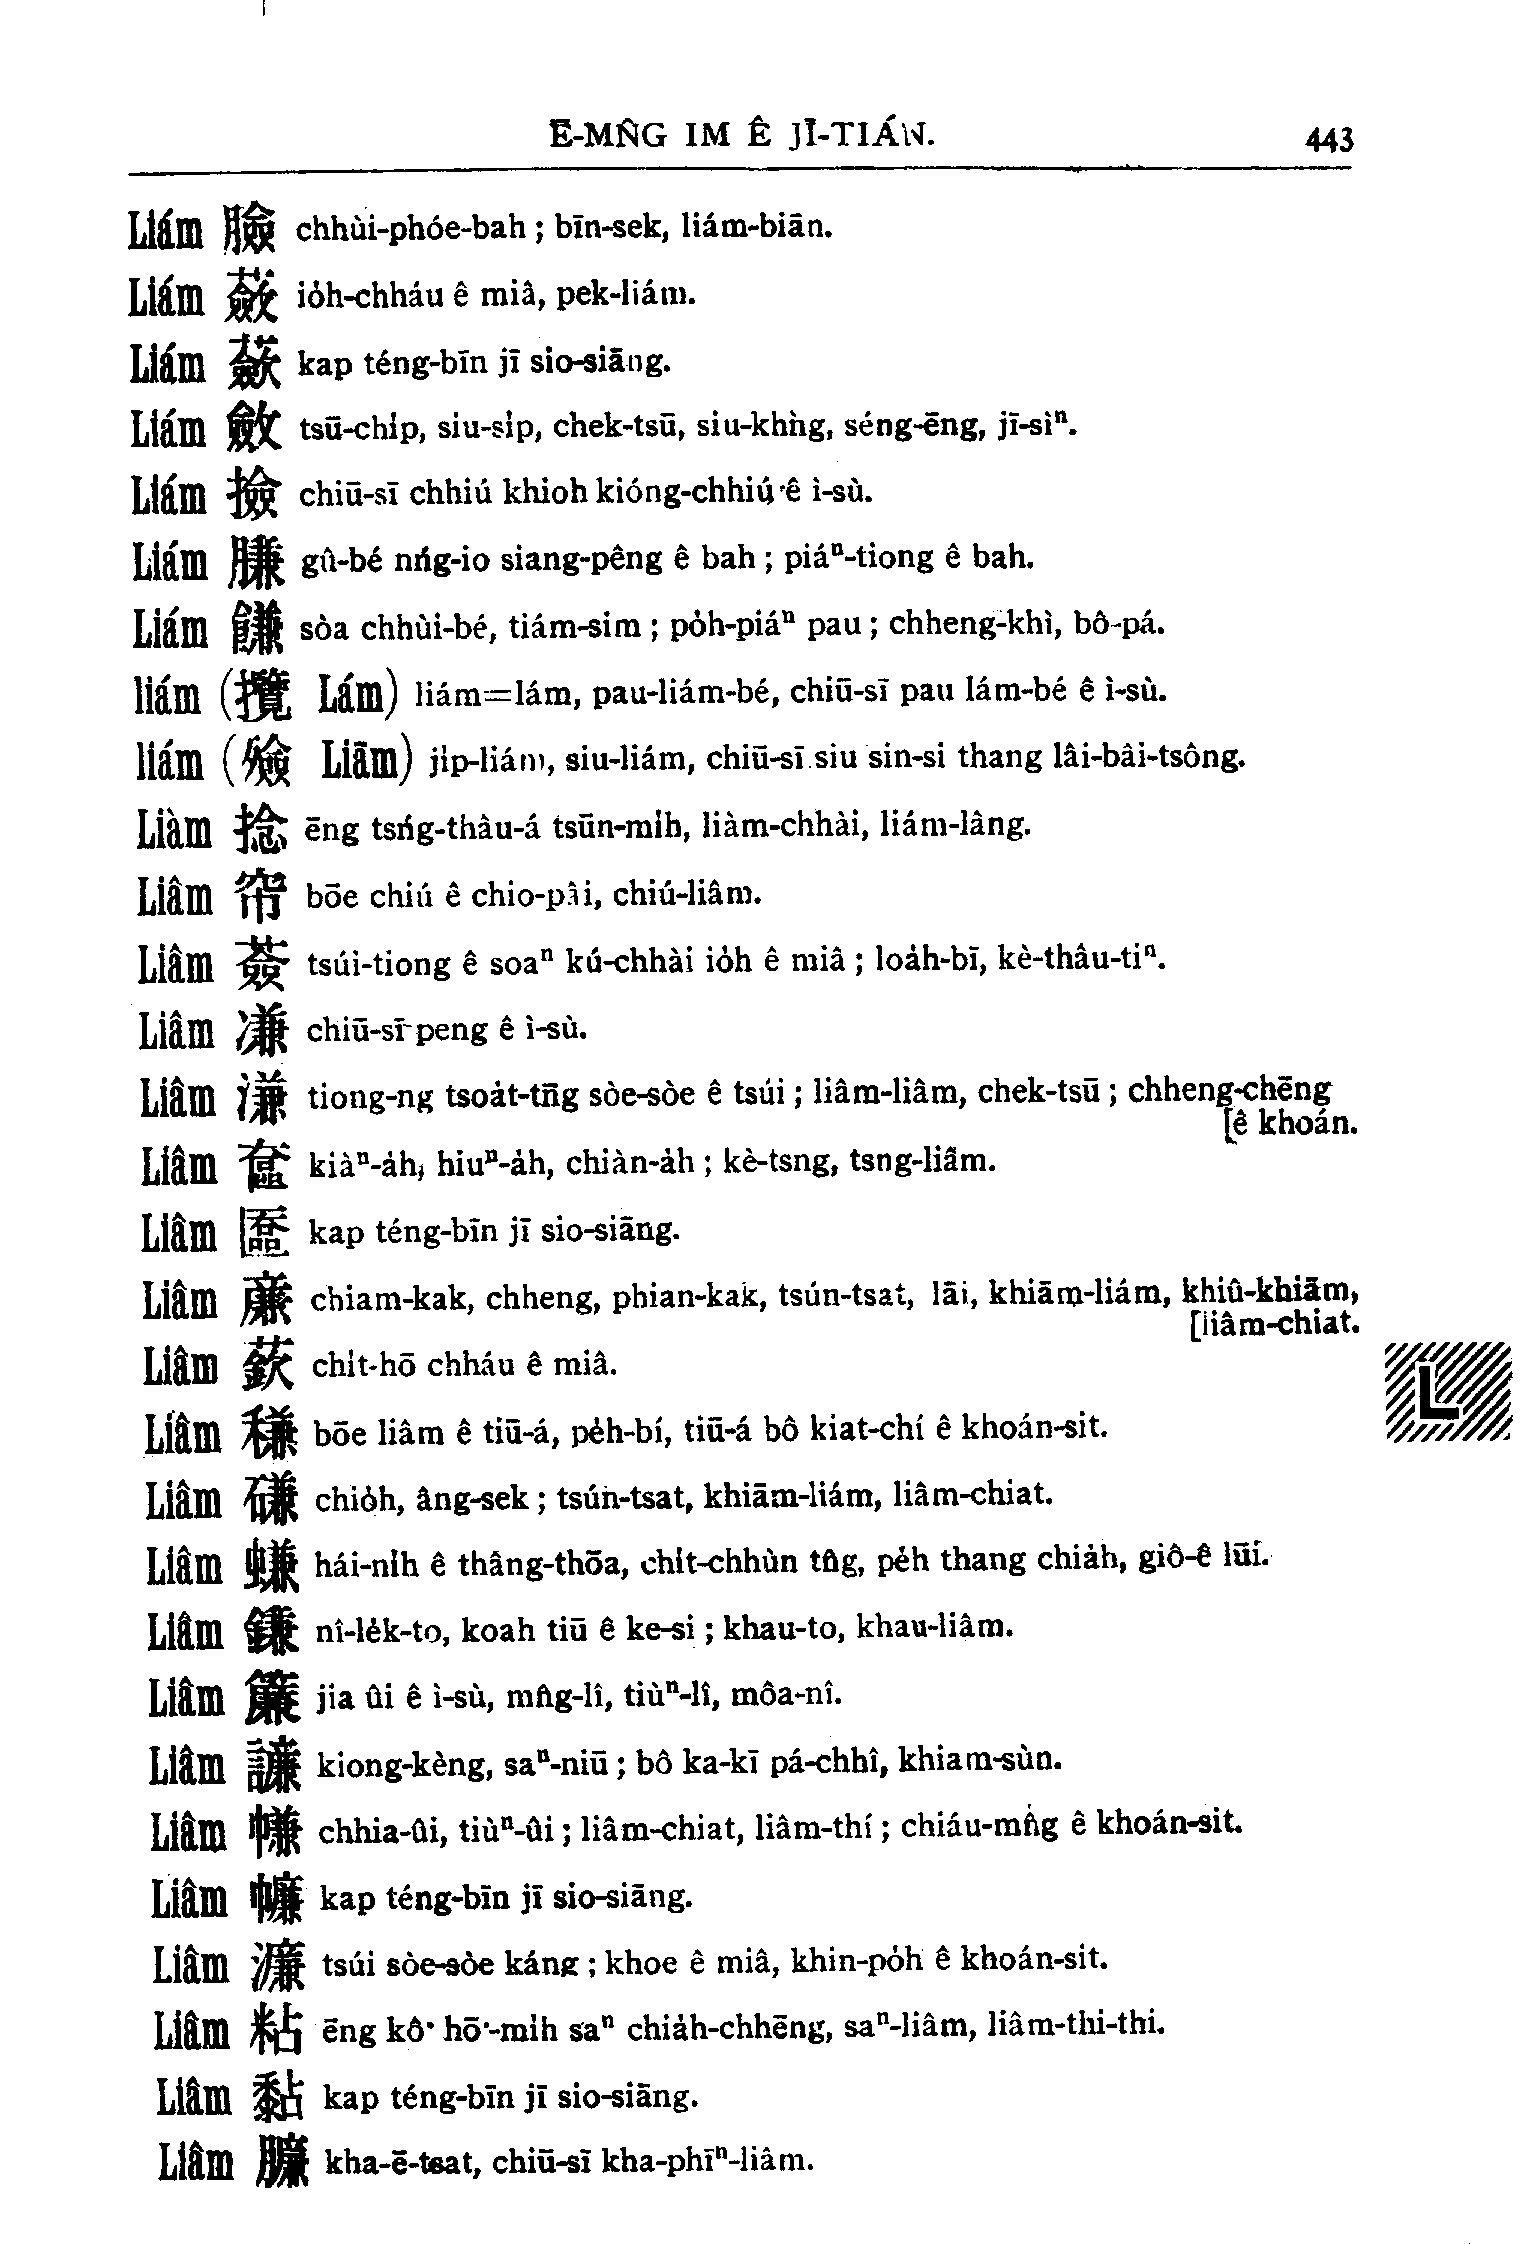 Ē-MN̂G IM Ê JĪ-TIÁN. 443
Liám 臉 chhùi-phóe-bah ; bīn-sek, liám-biān.
Liám 蘞 io̍h-chháu ê miâ, pek-liám.
Liám 蘝 kap téng-bīn jī sio-siāng.
Liám 斂 tsū-chi̍p, siu-si̍p, chek-tsū, siu-khǹg, séng-ēng, jī-sìⁿ.
Liám 撿 chiū-sī chhiú khioh kióng-chhiú ê ì-sù.
Liám 膁 gû-bé nńg-io siang-pêng ê bah ; piáⁿ-tiong ê bah.
Liám 餸 sòa chhùi-bé, tiám-sim ; po̍h-piáⁿ pau ; chheng-khì, bô-pá.
liám (攬 Lám) liám=lám, pau-liám-bé, chiū-sī pau lám-bé ê ì-sù.
liám (殮 Liām) ji̍p-liám, siu-liám, chiū-sī siu sin-si thang lâi-bâi-tsông.
Liàm 捻 ēng tsńg-thâu-á tsūn-mi̍h, liàm-chhài, liám-lâng.
Liâm 帘 bōe chiú ê chio-pâi, chiú-liâm.
Liâm 薟 tsúi-tiong ê soaⁿ kú-chhài io̍h ê miâ ; loa̍h-bī, kè-thâu-tiⁿ.
Liâm 溓 chiū-sī peng ê ì-sù.
Liâm 溓 tiong-ng tsoa̍t-tn̄g sòe-sòe ê tsúi ; liâm-liâm, chek-tsū ; chheng-chēng
[ê khoán.
Liâm 奩 kiàⁿ-a̍h, hiuⁿ-a̍h, chiàn-a̍h ; kè-tsng, tsng-liâm.
Liâm 匳 kap téng-bīn jī sio-siāng.
Liâm 廉 chiam-kak, chheng, phian-kak, tsún-tsat, lāi, khiām-liám, khiû-khiām,
[liâm-chiat.
Liâm chi̍t-hō chháu ê miâ.
Liâm 稴 bōe liâm ê tiū-á, pe̍h-bí, tiū-á bô kiat-chí ê khoán-sit.
Liâm 磏 chio̍h, âng-sek ; tsún-tsat, khiām-liám, liâm-chiat.
Liâm 螊 hái-ni̍h ê thâng-thōa, chi̍t-chhùn tn̂g, pe̍h thang chia̍h, giô-ê lūi.
Liâm 鎌 nî-le̍k-to, koah tiū ê ke-si ; khau-to, khau-liâm.
Liâm 簾 jia ûi ê ì-sù, mn̂g-lî, tiùⁿ-lî, môa-nî.
Liâm 譧 kiong-kèng, saⁿ-niū ; bô ka-kī pá-chhî, khiam-sùn.
Liâm 㡘 chhia-ûi, tiùⁿ-ûi ; liâm-chiat, liâm-thí ; chiáu-mn̂g ê khoán-sit.
Liâm 㡘 kap téng-bīn jī sio-siāng.
Liâm 濂 tsúi sòe-sòe káng ; khoe ê miâ, khin-po̍h ê khoán-sit.
Liâm 粘 ēng kô͘ hō͘-mi̍h saⁿ chia̍h-chhēng, saⁿ-liâm, liâm-thi-thi.
Liâm 黏 kap téng-bīn jī sio-siāng.
Liâm 臁 kha-ē-tsat, chiū-sī kha-phīⁿ-liâm.
L